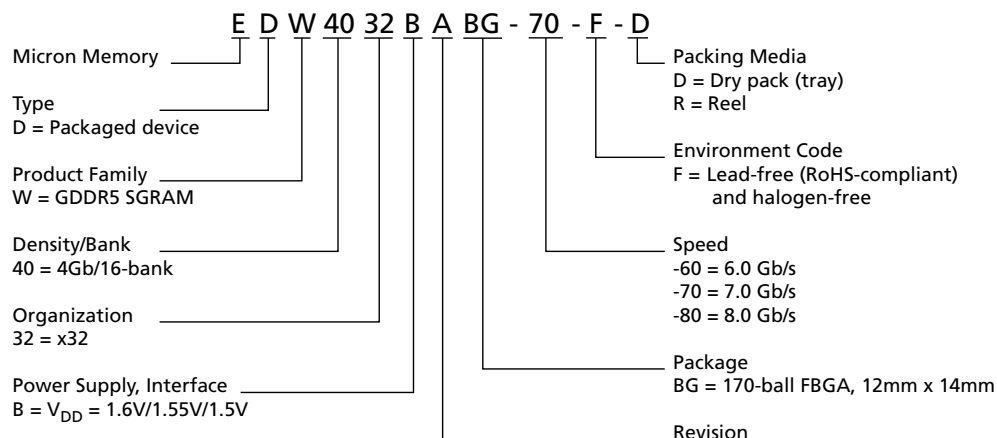 E D W 40 32 B A BG - 70 - F - D
Micron Memory
Type
D = Packaged device
Product Family
W = GDDR5 SGRAM
Density/Bank
40 = 4Gb/16-bank
Organization
32 = x32
Power Supply, Interface
B = VDD = 1.6V/1.55V/1.5V
Packing Media
D = Dry pack (tray)
R = Reel
Environment Code
F = Lead-free (RoHS-compliant)
and halogen-free
Speed
-60 = 6.0 Gb/s
-70 = 7.0 Gb/s
-80 = 8.0 Gb/s
Package
BG = 170-ball FBGA, 12mm x 14mm
Revision